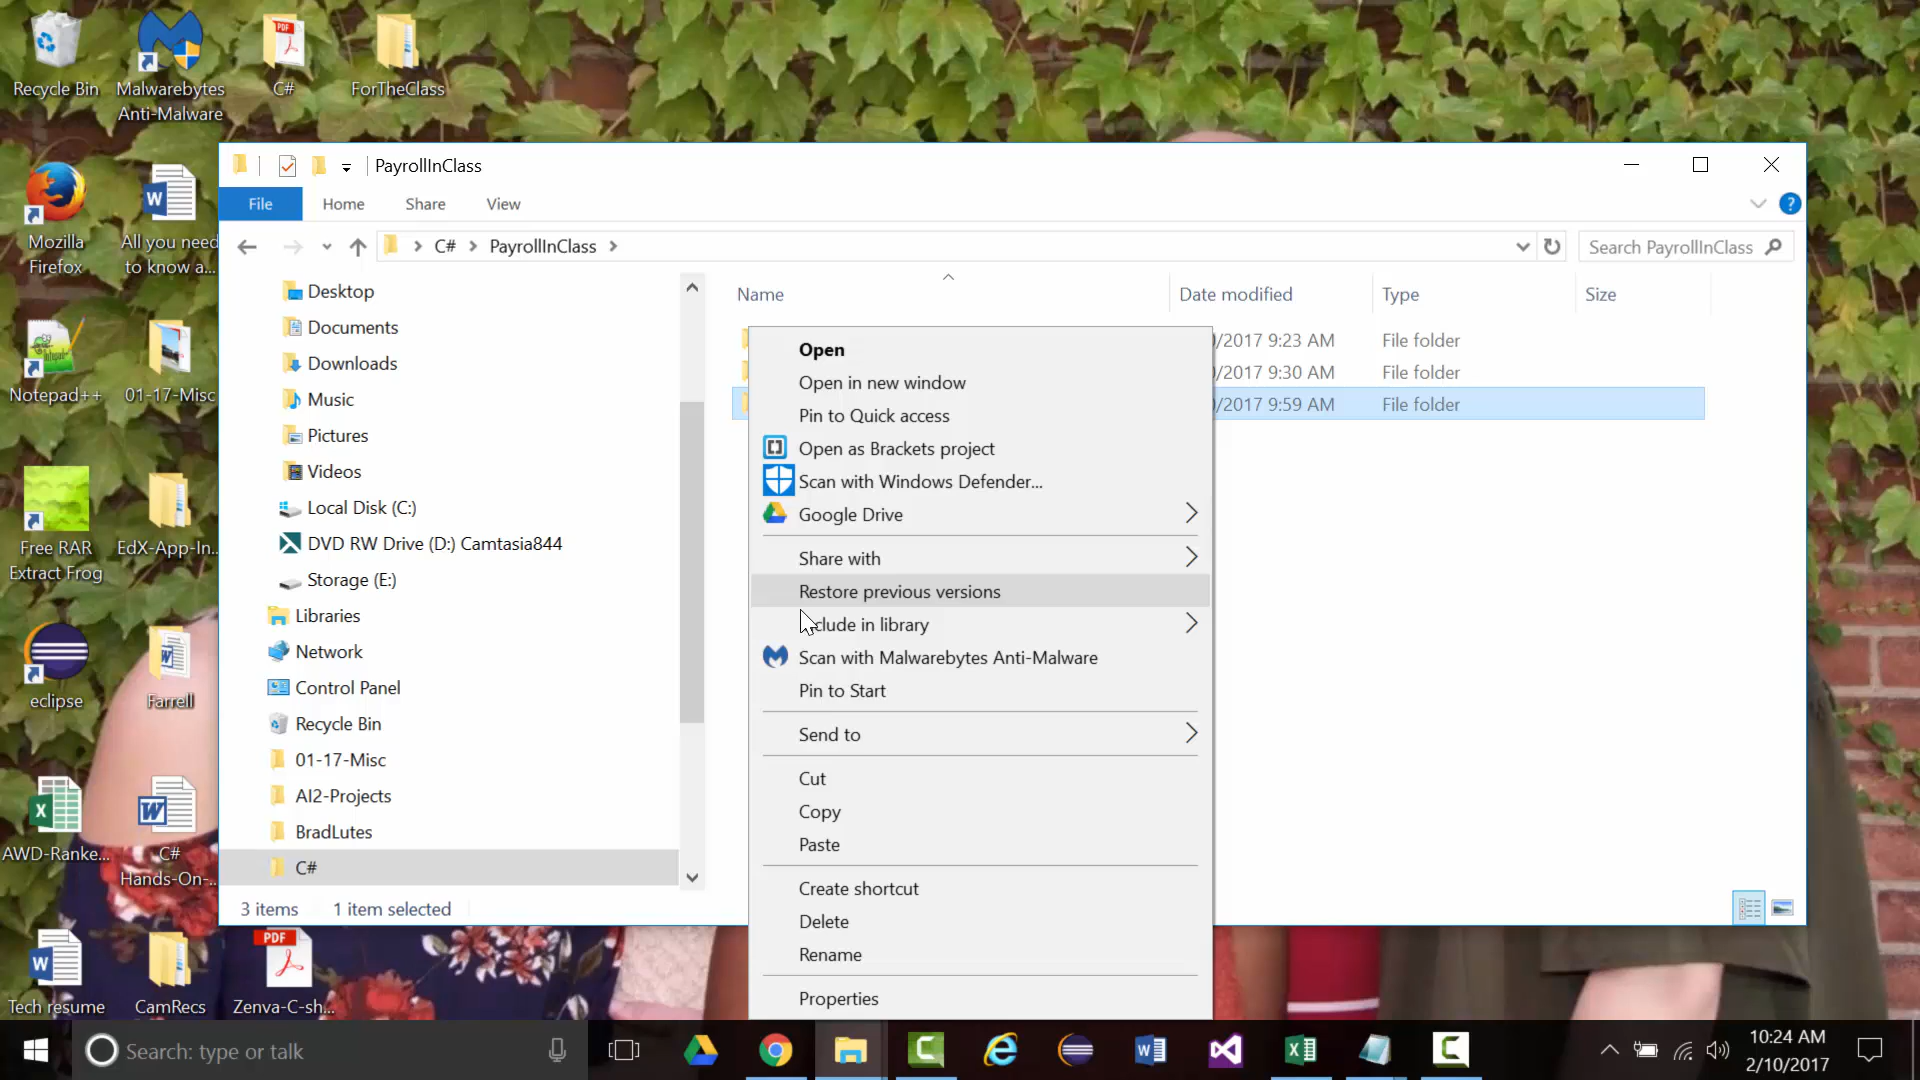 Recycle Bin
Malwarebytes
Anti-Malware
C#
ForTheClass
Mozilla
Firefox
All you need
to know a...
Notepad++
01-17-Misc
Free RAR
Extract Frog
EdX-App-In...
eclipse
Farrell
AWD-Ranke...
C#
Hands-On-...
Tech resume
CamRecs
PDF
Zenva-C-sh...
PayrollInClass
File
Home
Share
View
C#
PayrollInClass
Search PayrollInClass
Desktop
Documents
Downloads
Music
Pictures
Videos
Local Disk (C:)
DVD RW Drive (D:) Camtasia844
Storage (E:)
Libraries
Network
Control Panel
Recycle Bin
01-17-Misc
AI2-Projects
BradLutes
C#
Name
Date modified
Type
Size
/2017 9:23 AM
File folder
/2017 9:30 AM
File folder
/2017 9:59 AM
File folder
Open
Open in new window
Pin to Quick access
Open as Brackets project
Scan with Windows Defender...
Google Drive
Share with
Restore previous versions
clude in library
Scan with Malwarebytes Anti-Malware
Pin to Start
Send to
Cut
Copy
Paste
Create shortcut
Delete
Rename
Properties
3 items
1 item selected
Search: type or talk
10:24 AM
2/10/2017